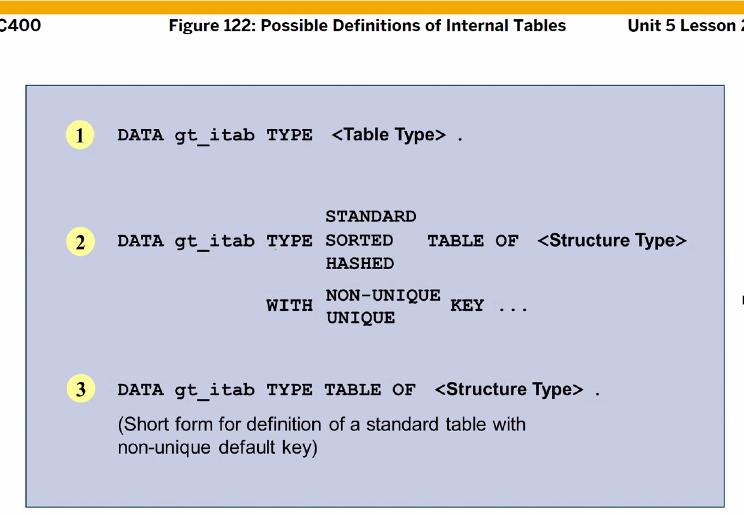 C400 Figure 122: Possible Definitions of Internal Tables Unit 5 Lesson 2
1 DATA gt_itab TYPE <Table Type> .
STANDARD
2 DATA gt_itab TYPE SORTED TABLE OF <Structure Type>
HASHED
WITH NON-UNIQUE KEY ...
UNIQUE
3 DATA gt_itab TYPE TABLE OF <Structure Type> .
(Short form for definition of a standard table with
non-unique default key)